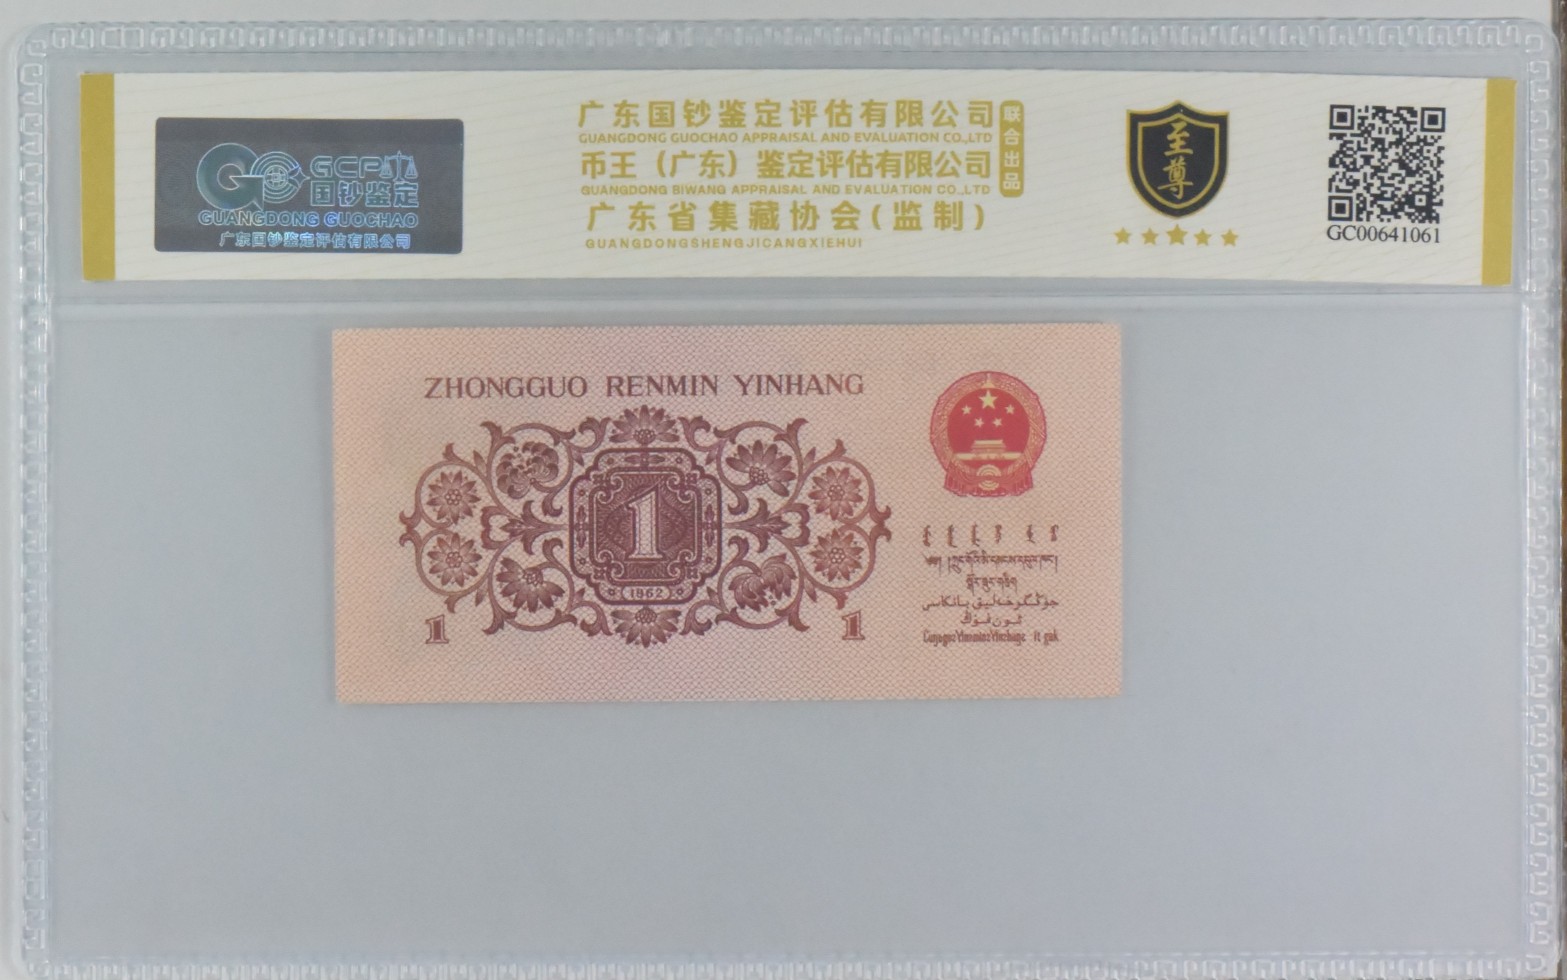 GCP
国钞鉴定
GUANGDONG GUOCHAO
广东国钞鉴定评估有限公司
广东国钞鉴定评估有限公司
GUANGDONG GUOCHAO APPRAISAL AND EVALUATION CO.,LTD
币王（广东）鉴定评估有限公司
GUANGDONG BIWANG APPRAISAL AND EVALUATION CO.,LTD
广东省集藏协会(监制)
GUANGDONGSHENGJICANGXIEHUI
联合出品
至尊
GC00641061
ZHONGGUO RENMIN YINHANG
1
1962
1
1
جۇڭگوخەلىق بانكاسى